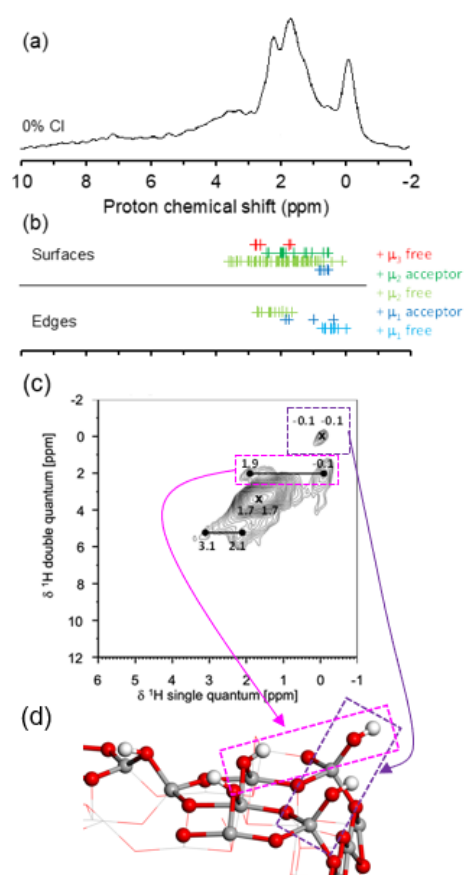 (a)
0% Cl
10 8 6 4 2 0 -2
Proton chemical shift (ppm)
(b)
Surfaces
Edges
+ μ3 free
+ μ2 acceptor
+ μ2 free
+ μ1 acceptor
+ μ1 free
(c)
-2
0
2
4
6
8
10
12
-0.1 -0.1
1.9 -0.1
1.7 1.7
3.1 2.1
δ ¹H double quantum [ppm]
6 5 4 3 2 1 0 -1
δ ¹H single quantum [ppm]
(d)